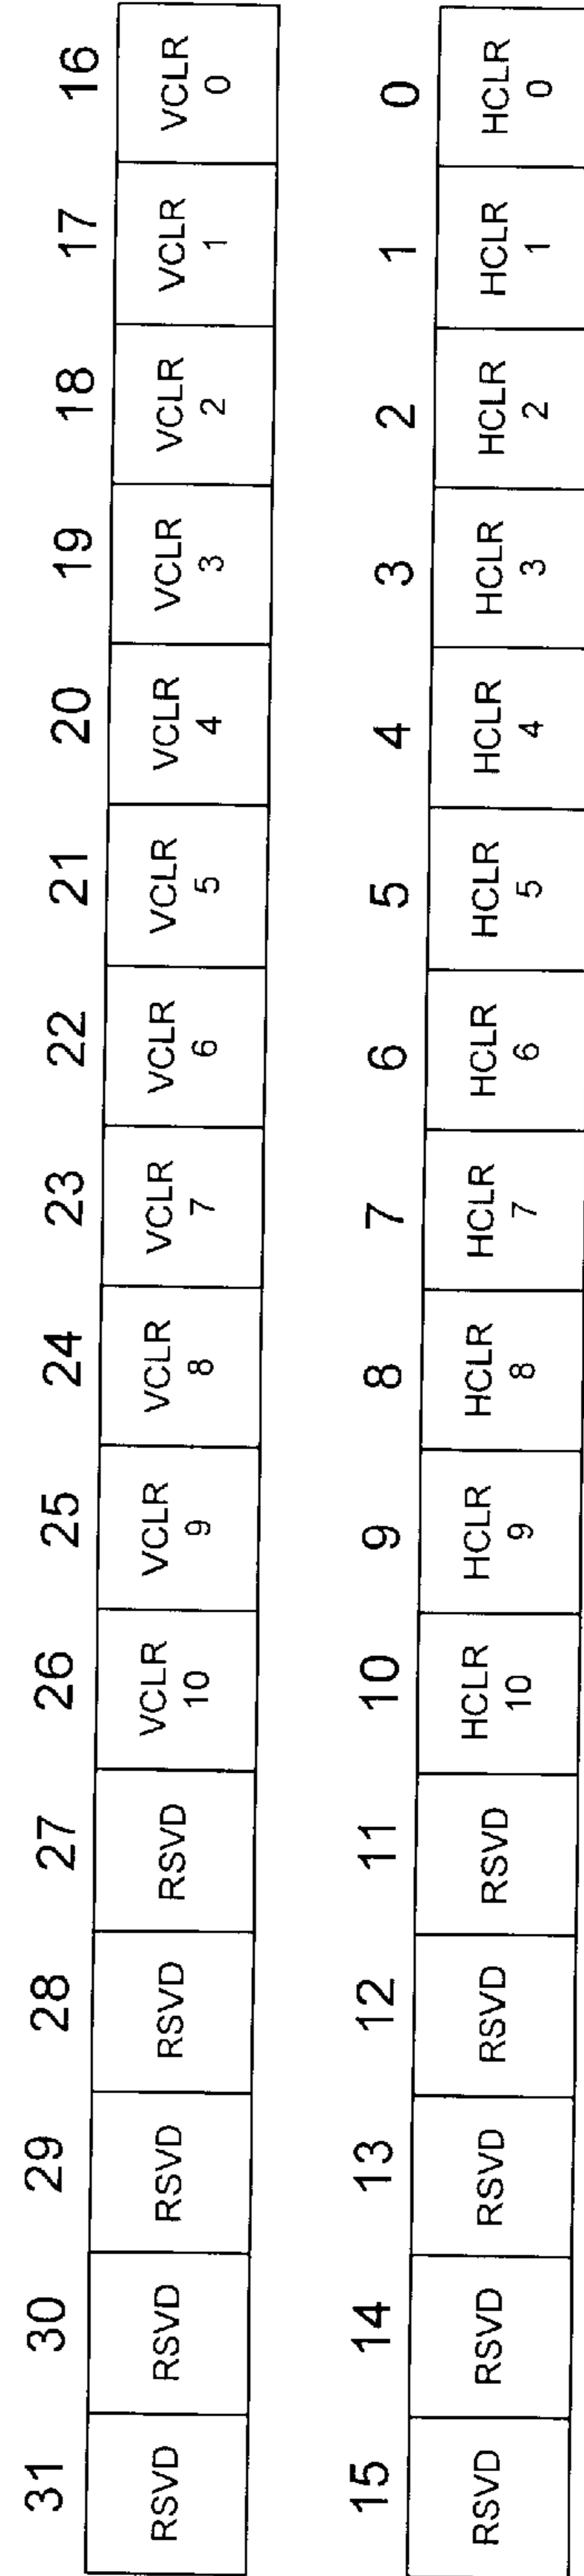 31 30 29 28 27 26 25 24 23 22 21 20 19 18 17 16
RSVD RSVD RSVD RSVD RSVD VCLR VCLR VCLR VCLR VCLR VCLR VCLR VCLR VCLR VCLR VCLR
10 9 8 7 6 5 4 3 2 1 0
15 14 13 12 11 10 9 8 7 6 5 4 3 2 1 0
RSVD RSVD RSVD RSVD RSVD HCLR HCLR HCLR HCLR HCLR HCLR HCLR HCLR HCLR HCLR HCLR
10 9 8 7 6 5 4 3 2 1 0